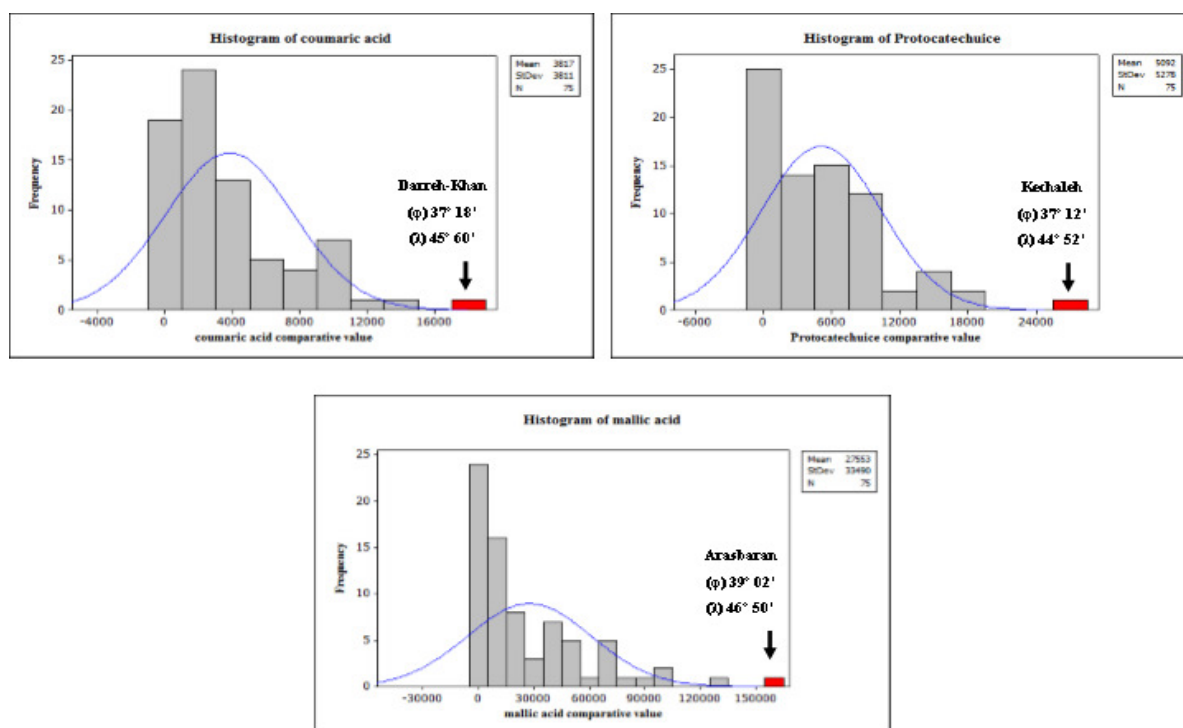 Histogram of coumaric acid
Mean 3817
StDev 3811
N 75
Frequency
25
20
15
10
5
0
Darreh-Khan
(φ) 37° 18'
(λ) 45° 60'
-4000 0 4000 8000 12000 16000
coumaric acid comparative value
Histogram of Protocatechuice
Mean 5092
StDev 5278
N 75
Frequency
25
20
15
10
5
0
Kechaleh
(φ) 37° 12'
(λ) 44° 52'
-6000 0 6000 12000 18000 24000
Protocatechuice comparative value
Histogram of mallic acid
Mean 27553
StDev 33490
N 75
Frequency
25
20
15
10
5
0
Arasbaran
(φ) 39° 02'
(λ) 46° 50'
-30000 0 30000 60000 90000 120000 150000
mallic acid comparative value